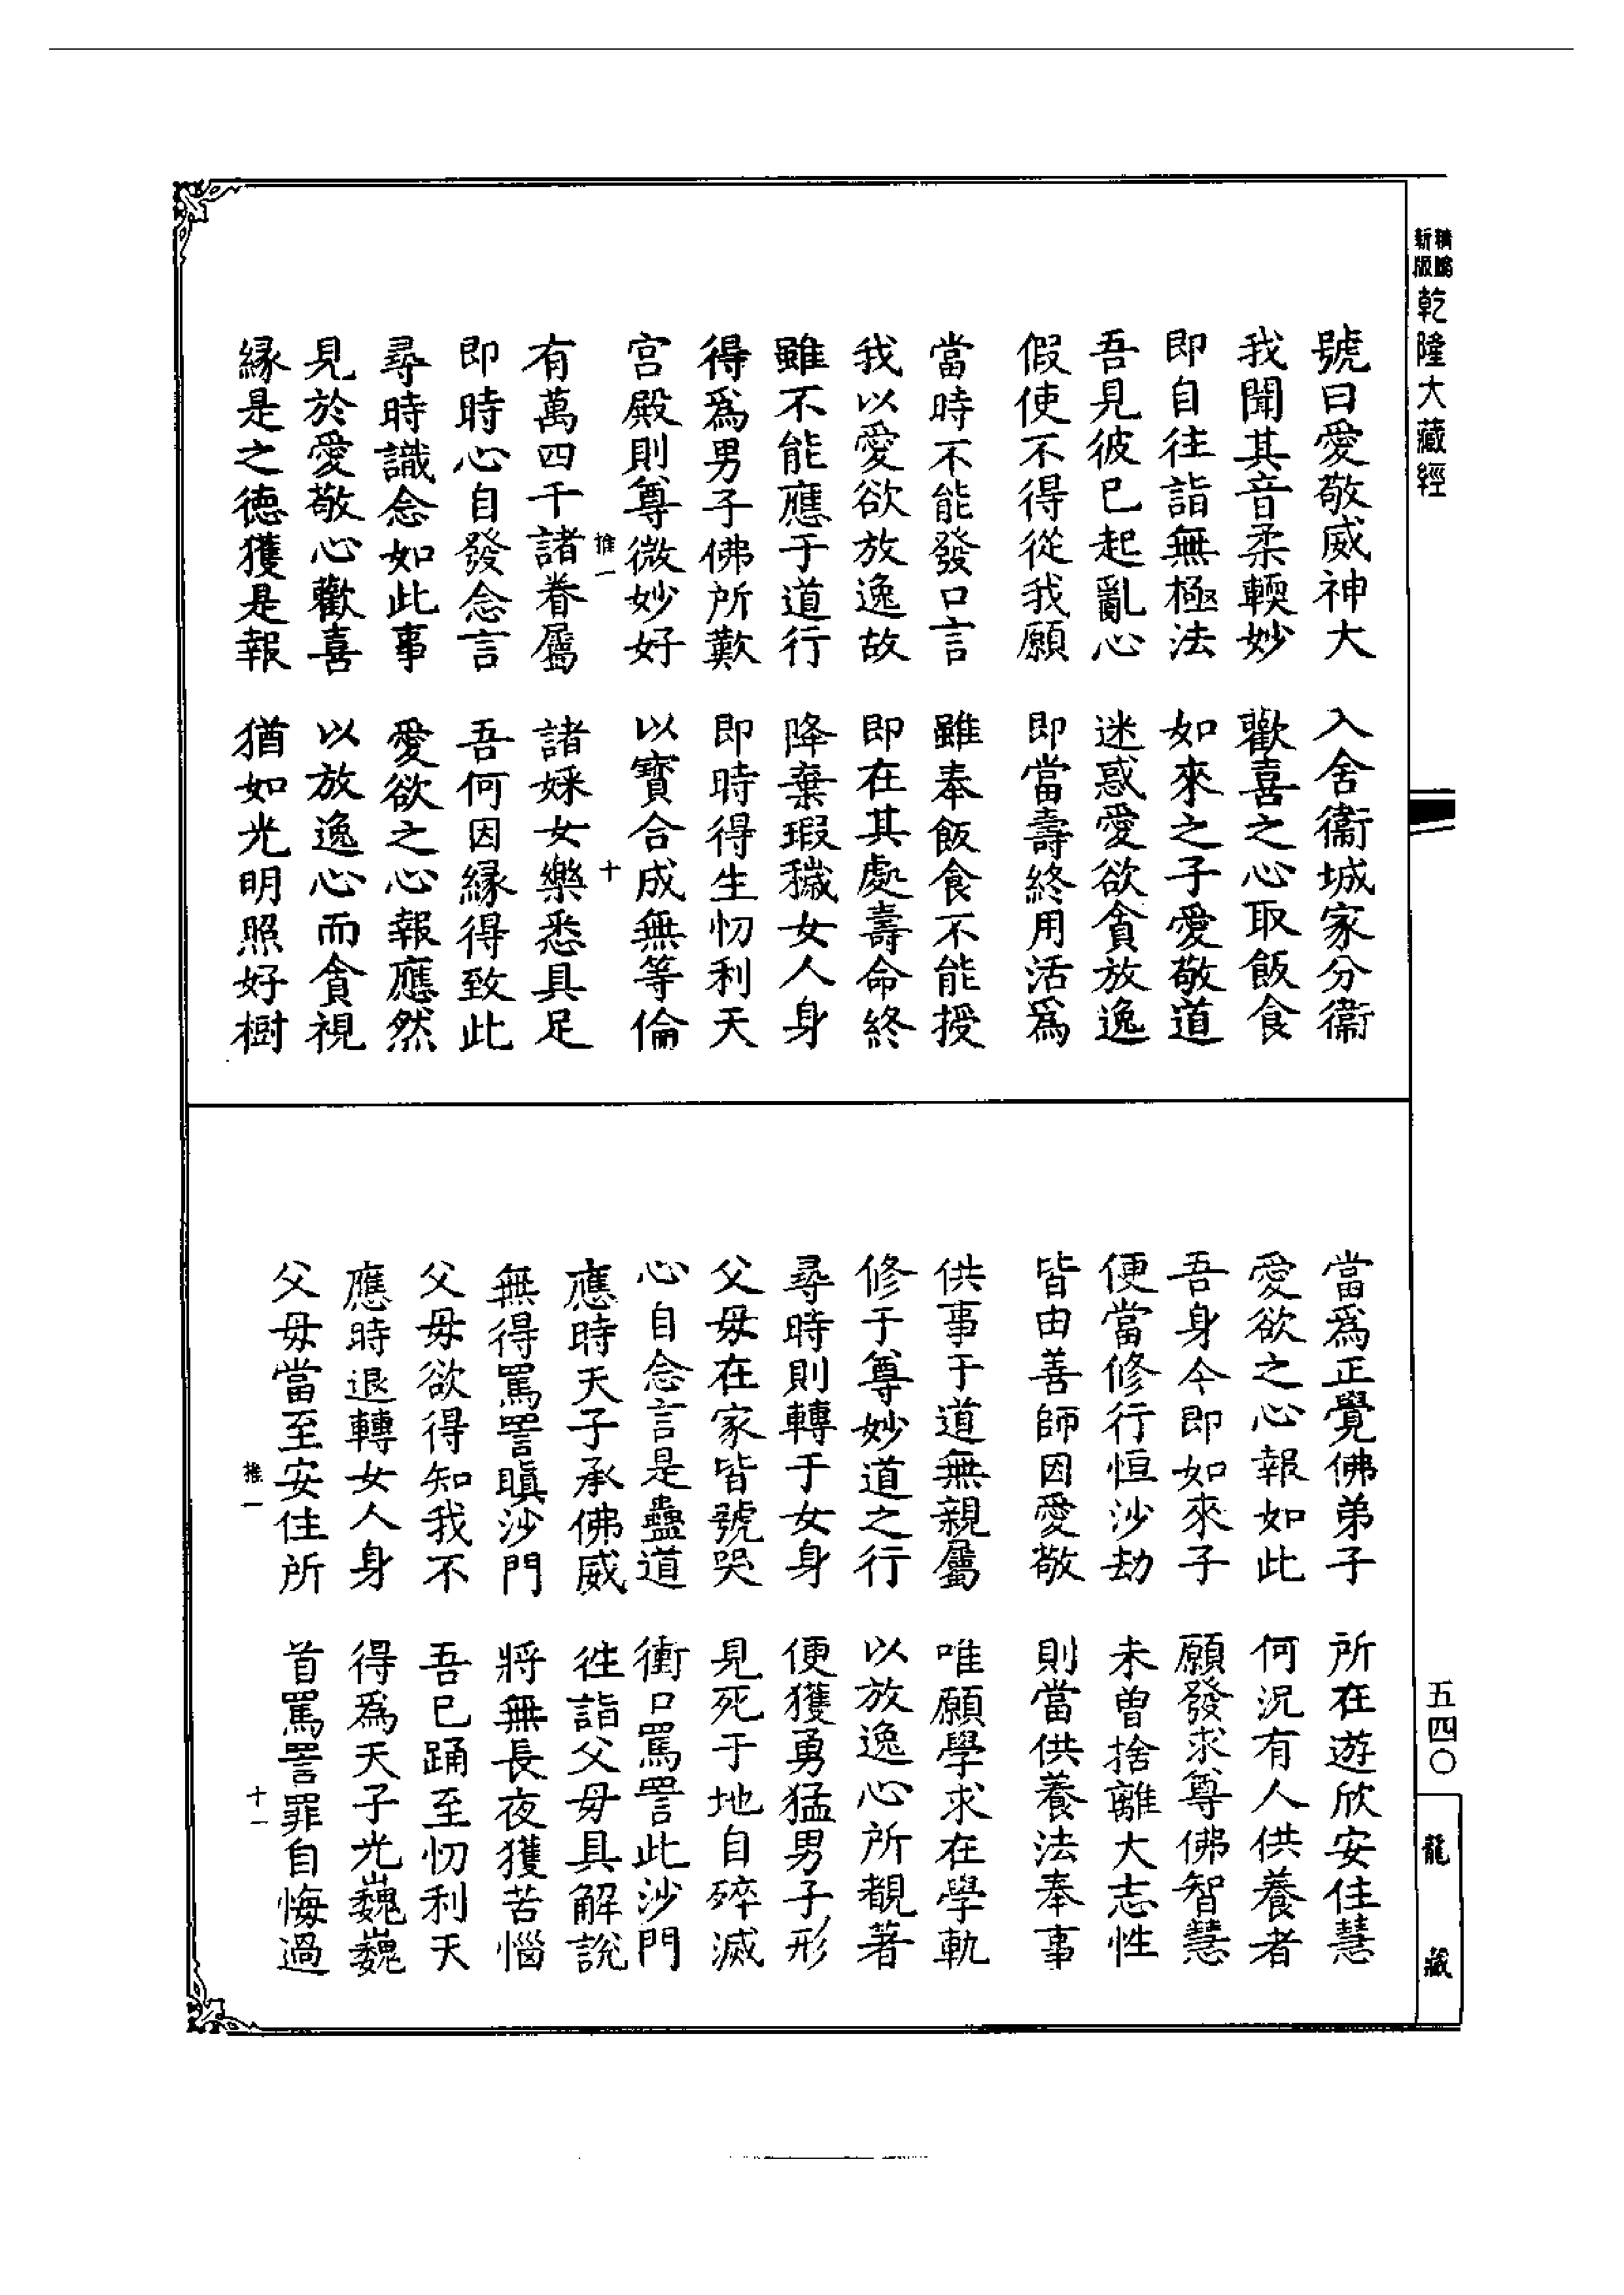 新版 精縮 乾隆大藏經
號曰愛敬威神大　入舍衞城家分衞
我聞其音柔輭妙　歡喜之心取飯食
即自往詣無極法　如來之子愛敬道
吾見彼已起亂心　迷惑愛欲貪放逸
假使不得從我願　即當壽終用活爲
當時不能發口言　雖奉飯食不能授
我以愛欲放逸故　即在其處壽命終
雖不能應于道行　降棄瑕穢女人身
得爲男子佛所歎　即時得生忉利天
宮殿則尊微妙好　以寶合成無等倫
推一　十
有萬四千諸眷屬　諸婇女樂悉具足
即時心自發念言　吾何因緣得致此
尋時識念如此事　愛欲之心報應然
見於愛敬心歡喜　以放逸心而貪視
緣是之德獲是報　猶如光明照好樹
當爲正覺佛弟子　所在遊欣安住慧
愛欲之心報如此　何況有人供養者
吾身今即如來子　願發求尊佛智慧
便當修行恒沙劫　未曾捨離大志性
皆由善師因愛敬　則當供養法奉事
供事于道無親屬　唯願學求在學軌
修于尊妙道之行　以放逸心所覩著
尋時則轉于女身　便獲勇猛男子形
父母在家皆號哭　見死于地自殞滅
心自念言是蠱道　衝口罵詈此沙門
應時天子承佛威　徃詣父母具解說
無得罵詈瞋沙門　將無長夜獲苦惱
父母欲得知我不　吾已踊至忉利天
應時退轉女人身　得爲天子光巍巍
父母當至安住所　首罵詈罪自悔過
推一　十一
五四〇
龍藏